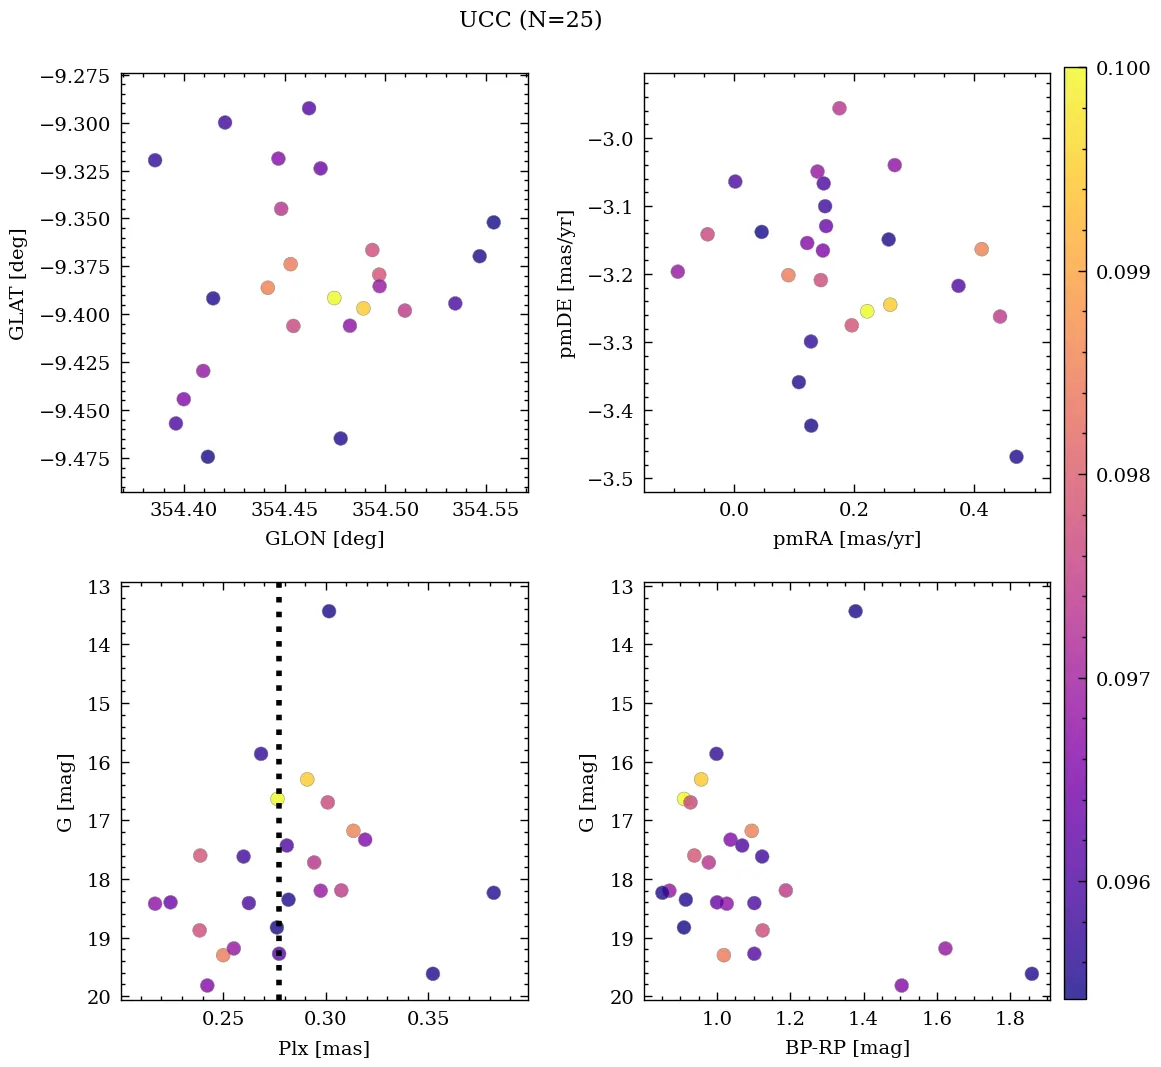 UCC (N=25)
−9.275
−9.300
−9.325
−9.350
−9.375
−9.400
−9.425
−9.450
−9.475
GLAT [deg]
354.40 354.45 354.50 354.55
GLON [deg]
−3.0
−3.1
−3.2
−3.3
−3.4
−3.5
pmDE [mas/yr]
0.0 0.2 0.4
pmRA [mas/yr]
13
14
15
16
17
18
19
20
G [mag]
0.25 0.30 0.35
Plx [mas]
13
14
15
16
17
18
19
20
G [mag]
1.0 1.2 1.4 1.6 1.8
BP-RP [mag]
0.100
0.099
0.098
0.097
0.096